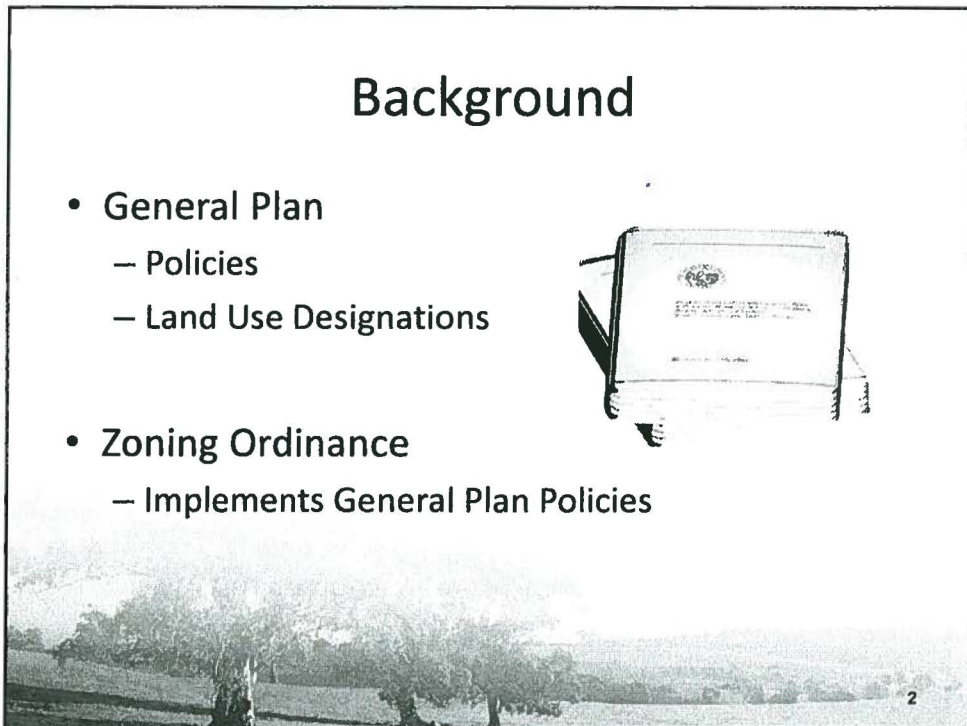 Background
• General Plan
– Policies
– Land Use Designations
• Zoning Ordinance
– Implements General Plan Policies
2